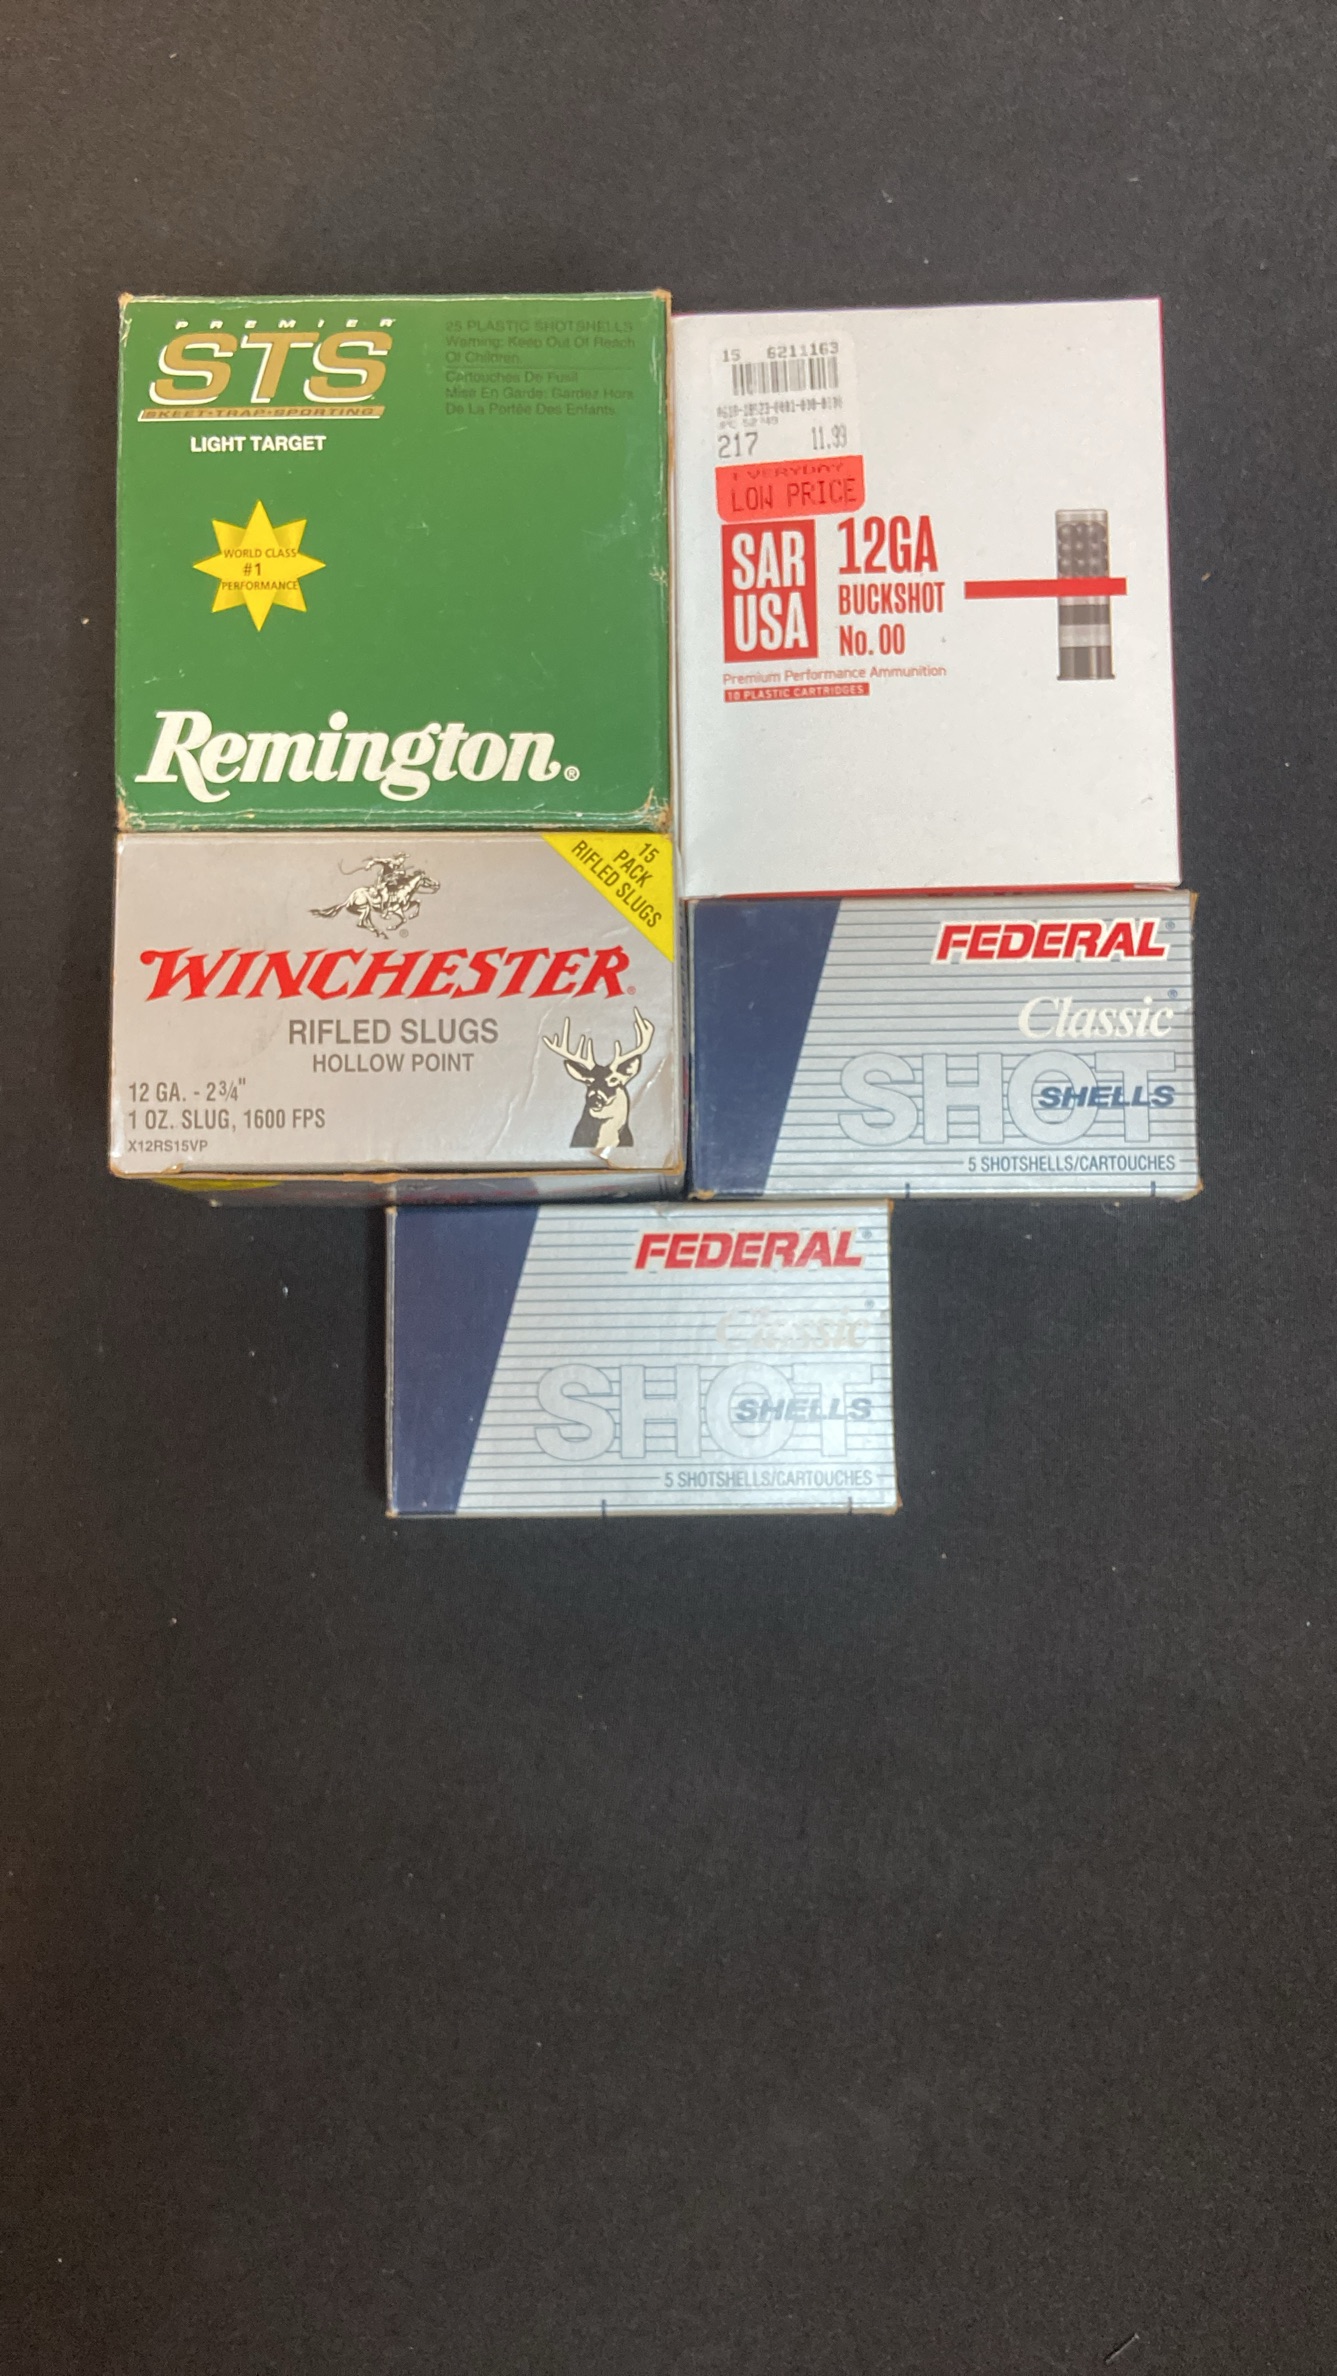 PREMIER
STS
SKEET•TRAP•SPORTING
LIGHT TARGET
25 PLASTIC SHOTSHELLS
Warning: Keep Out Of Reach
Of Children.
Cartouches De Fusil
Mise En Garde: Gardez Hors
De La Portée Des Enfants.
WORLD CLASS
#1
PERFORMANCE
Remington®
15 6211163
217 11.99
EVERYDAY
LOW PRICE
SAR
USA
12GA
BUCKSHOT
No. 00
Premium Performance Ammunition
10 PLASTIC CARTRIDGES
15
PACK
RIFLED SLUGS
®
WINCHESTER®
RIFLED SLUGS
HOLLOW POINT
12 GA. - 2¾"
1 OZ. SLUG, 1600 FPS
X12RS15VP
FEDERAL®
Classic®
SHOT
SHELLS
5 SHOTSHELLS/CARTOUCHES
FEDERAL®
Classic®
SHOT
SHELLS
5 SHOTSHELLS/CARTOUCHES